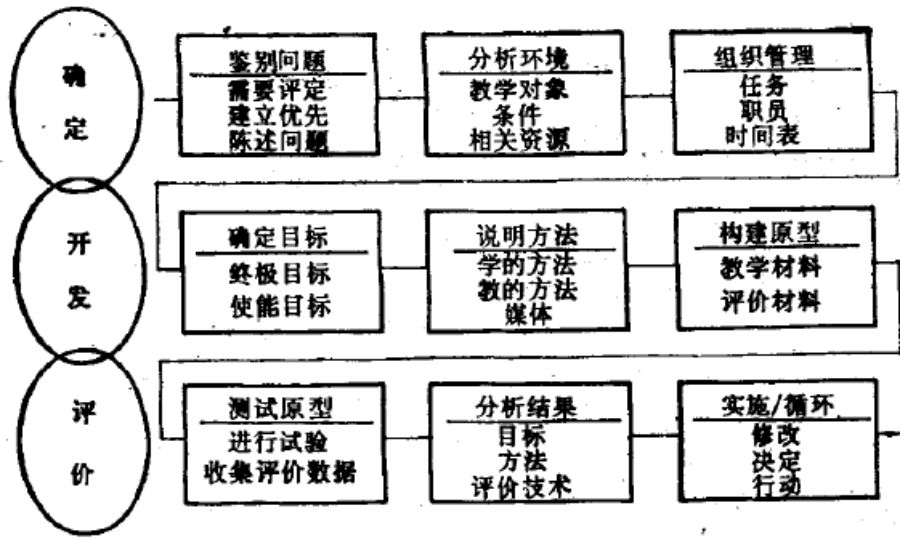 确定
鉴别问题
需要评定
建立优先
陈述问题
分析环境
教学对象
条件
相关资源
组织管理
任务
职员
时间表
开发
确定目标
终极目标
使能目标
说明方法
学的方法
教的方法
媒体
构建原型
教学材料
评价材料
评价
测试原型
进行试验
收集评价数据
分析结果
目标
方法
评价技术
实施/循环
修改
决定
行动